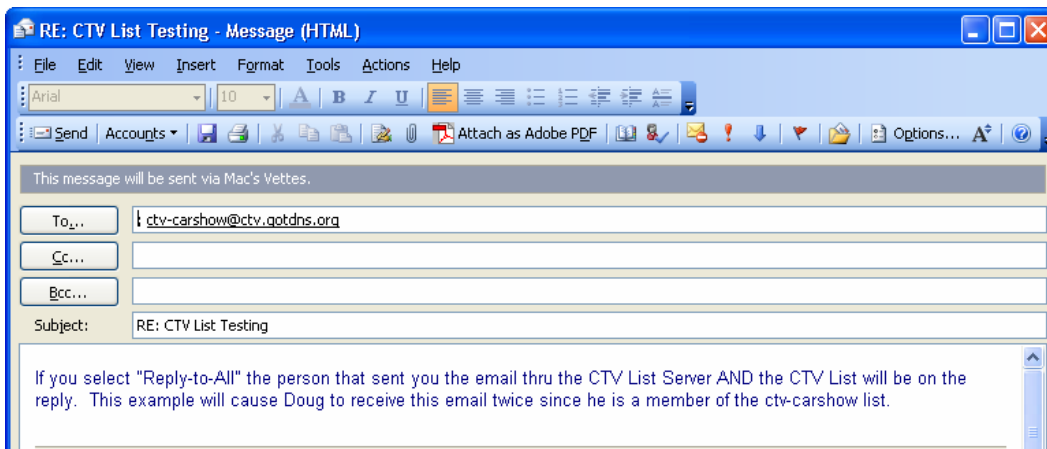 RE: CTV List Testing - Message (HTML)
File Edit View Insert Format Tools Actions Help
Arial 10 A B I U
Send Accounts Attach as Adobe PDF Options... A
This message will be sent via Mac's Vettes.
To... ; ctv-carshow@ctv.gotdns.org
Cc...
Bcc...
Subject: RE: CTV List Testing
If you select "Reply-to-All" the person that sent you the email thru the CTV List Server AND the CTV List will be on the
reply. This example will cause Doug to receive this email twice since he is a member of the ctv-carshow list.